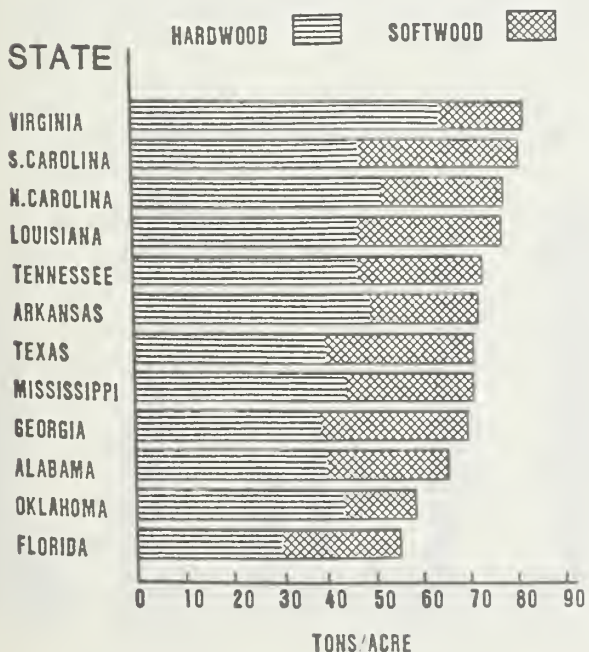 HARDWOOD SOFTWOOD
STATE
VIRGINIA
S.CAROLINA
N.CAROLINA
LOUISIANA
TENNESSEE
ARKANSAS
TEXAS
MISSISSIPPI
GEORGIA
ALABAMA
OKLAHOMA
FLORIDA
0 10 20 30 40 50 60 70 80 90
TONS/ACRE